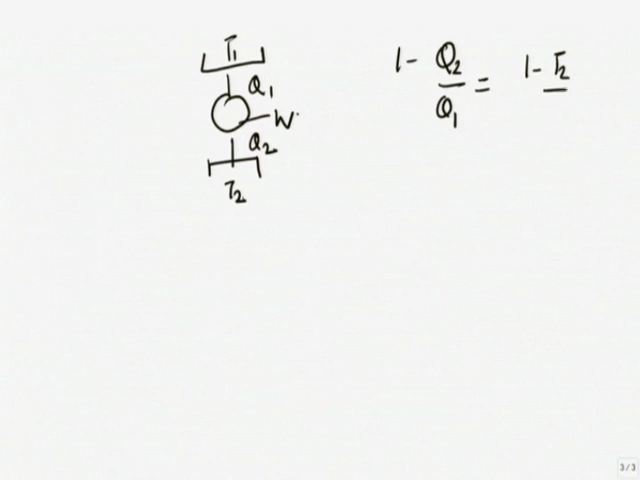 T₁
Q₁
W
Q₂
T₂
1 - Q₂/Q₁ = 1 - T₂/
3/3